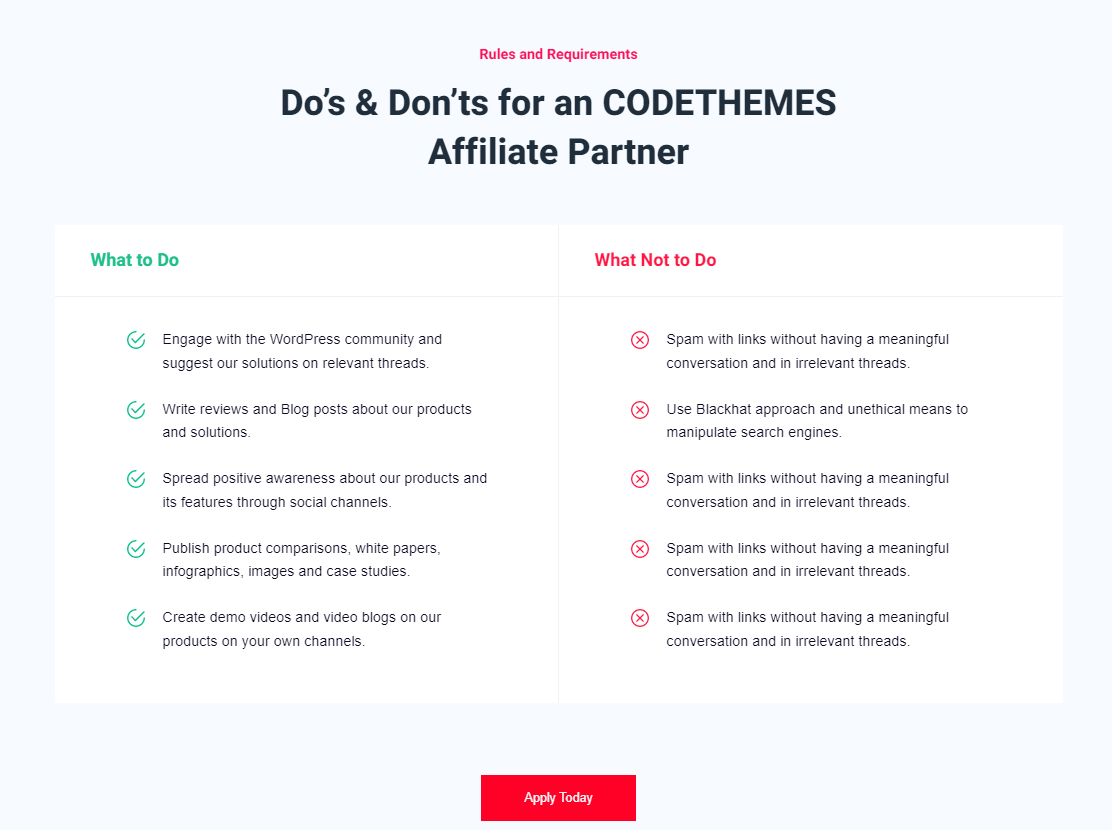 Rules and Requirements
Do’s & Don’ts for an CODETHEMES
Affiliate Partner
What to Do
Engage with the WordPress community and
suggest our solutions on relevant threads.
Write reviews and Blog posts about our products
and solutions.
Spread positive awareness about our products and
its features through social channels.
Publish product comparisons, white papers,
infographics, images and case studies.
Create demo videos and video blogs on our
products on your own channels.
What Not to Do
Spam with links without having a meaningful
conversation and in irrelevant threads.
Use Blackhat approach and unethical means to
manipulate search engines.
Spam with links without having a meaningful
conversation and in irrelevant threads.
Spam with links without having a meaningful
conversation and in irrelevant threads.
Spam with links without having a meaningful
conversation and in irrelevant threads.
Apply Today